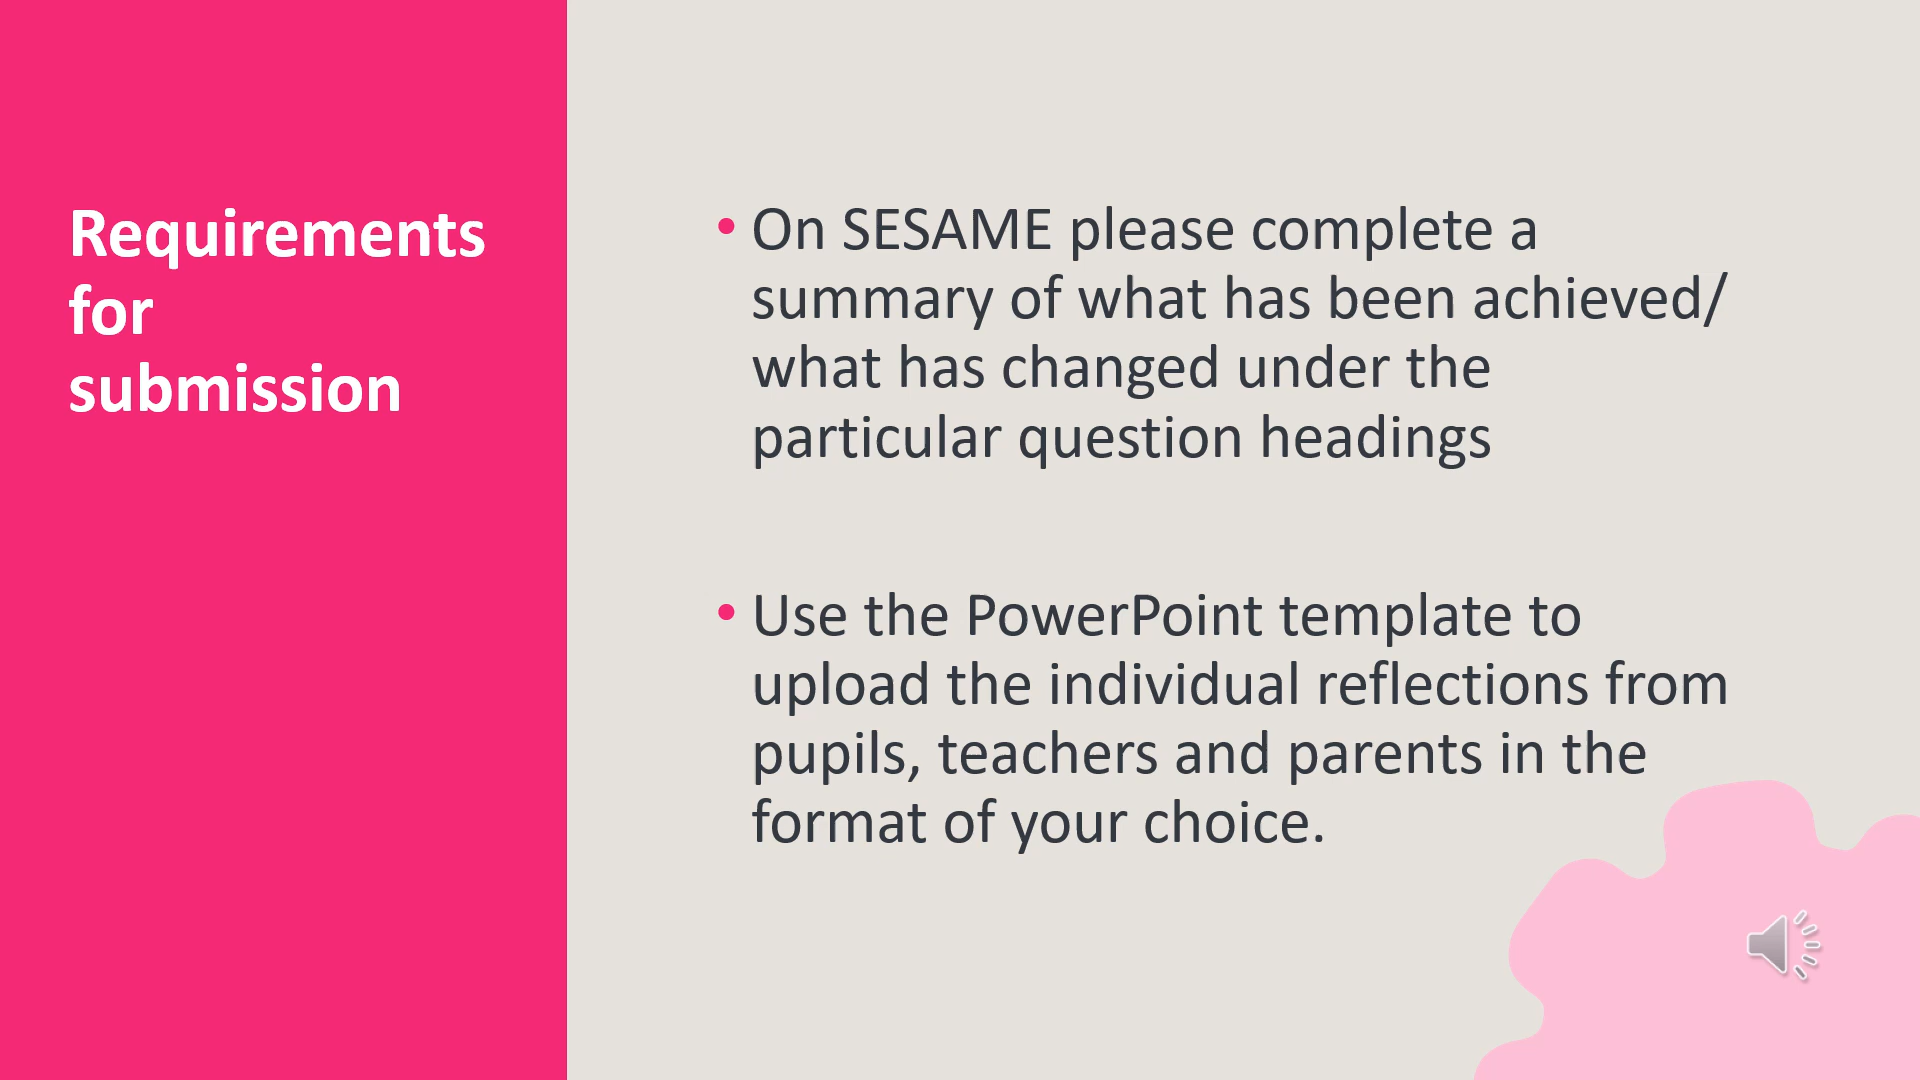 Requirements
for
submission
• On SESAME please complete a
summary of what has been achieved/
what has changed under the
particular question headings
• Use the PowerPoint template to
upload the individual reflections from
pupils, teachers and parents in the
format of your choice.